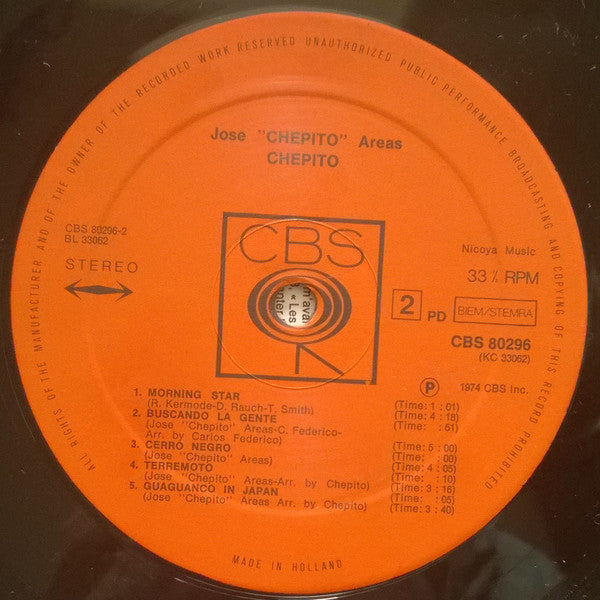 ALL RIGHTS OF THE MANUFACTURER AND OF THE OWNER OF THE RECORDED WORK RESERVED UNAUTHORIZED PUBLIC PERFORMANCE BROADCASTING AND COPYING OF THIS RECORD PROHIBITED
Jose "CHEPITO" Areas
CHEPITO
CBS 80296-2
BL 33062
STEREO
CBS
Nicoya Music
33⅓ RPM
2 PD BIEM/STEMRA
CBS 80296
(KC 33062)
m'ava
« Les
anter
P 1974 CBS Inc.
1. MORNING STAR (Time: 1 : 01)
(R. Kermode-D. Rauch-T. Smith)
2. BUSCANDO LA GENTE (Time: 4 : 18)
(Jose "Chepito" Areas-C. Federico- (Time: : 51)
Arr. by Carlos Federico)
3. CERRO NEGRO (Time: 5 : 00)
(Jose "Chepito" Areas) (Time: : 00)
4. TERREMOTO (Time: 4 : 05)
(Jose "Chepito" Areas-Arr. by Chepito) (Time: : 10)
5. GUAGUANCO IN JAPAN (Time: 3 : 16)
(Jose "Chepito" Areas Arr. by Chepito) (Time: : 05)
(Time: 3 : 40)
MADE IN HOLLAND